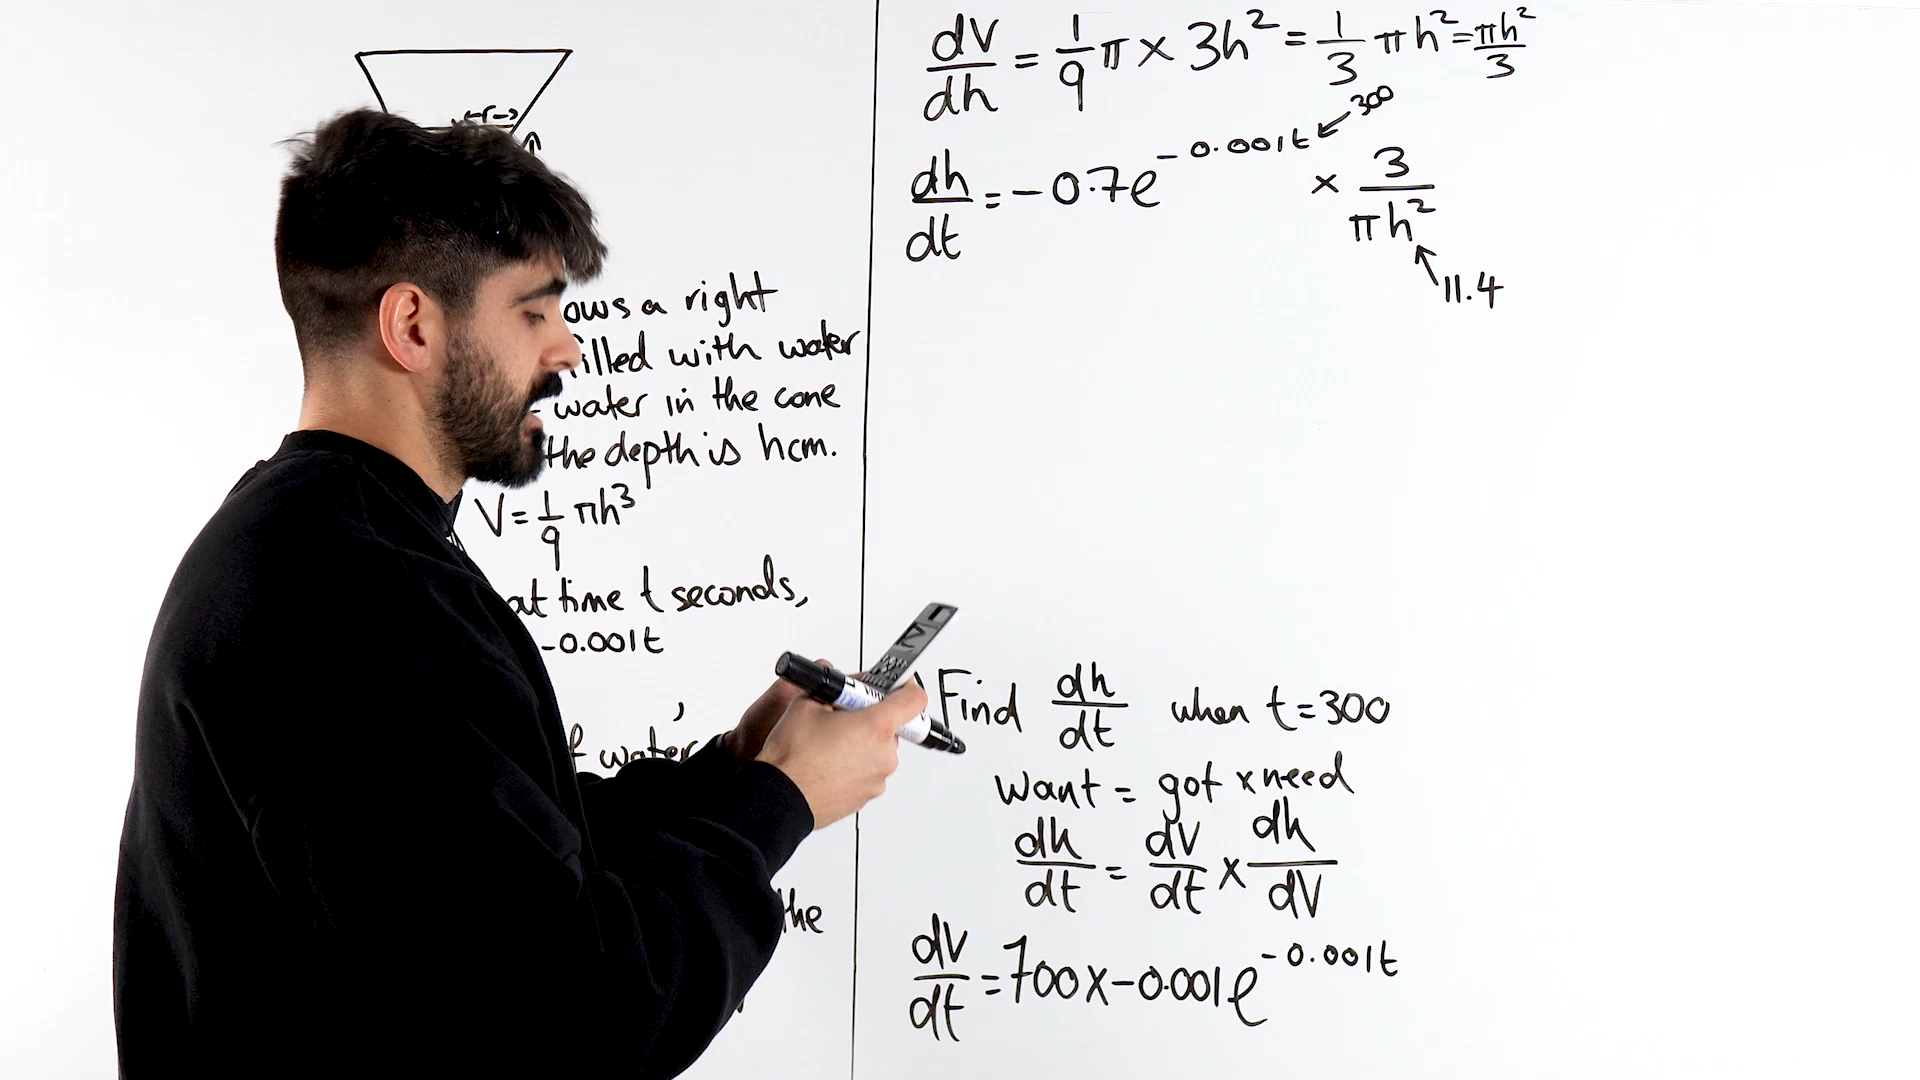 ←r→
ows a right
filled with water
water in the cone
the depth is hcm.
V = 1/9 πh³
at time t seconds,
-0.001t
f water
the
dV/dh = 1/9 π × 3h² = 1/3 πh² = πh²/3
300
dh/dt = -0.7e^-0.001t × 3/πh²
11.4
) Find dh/dt when t=300
want = got × need
dh/dt = dV/dt × dh/dV
dV/dt = 700 × -0.001e^-0.001t